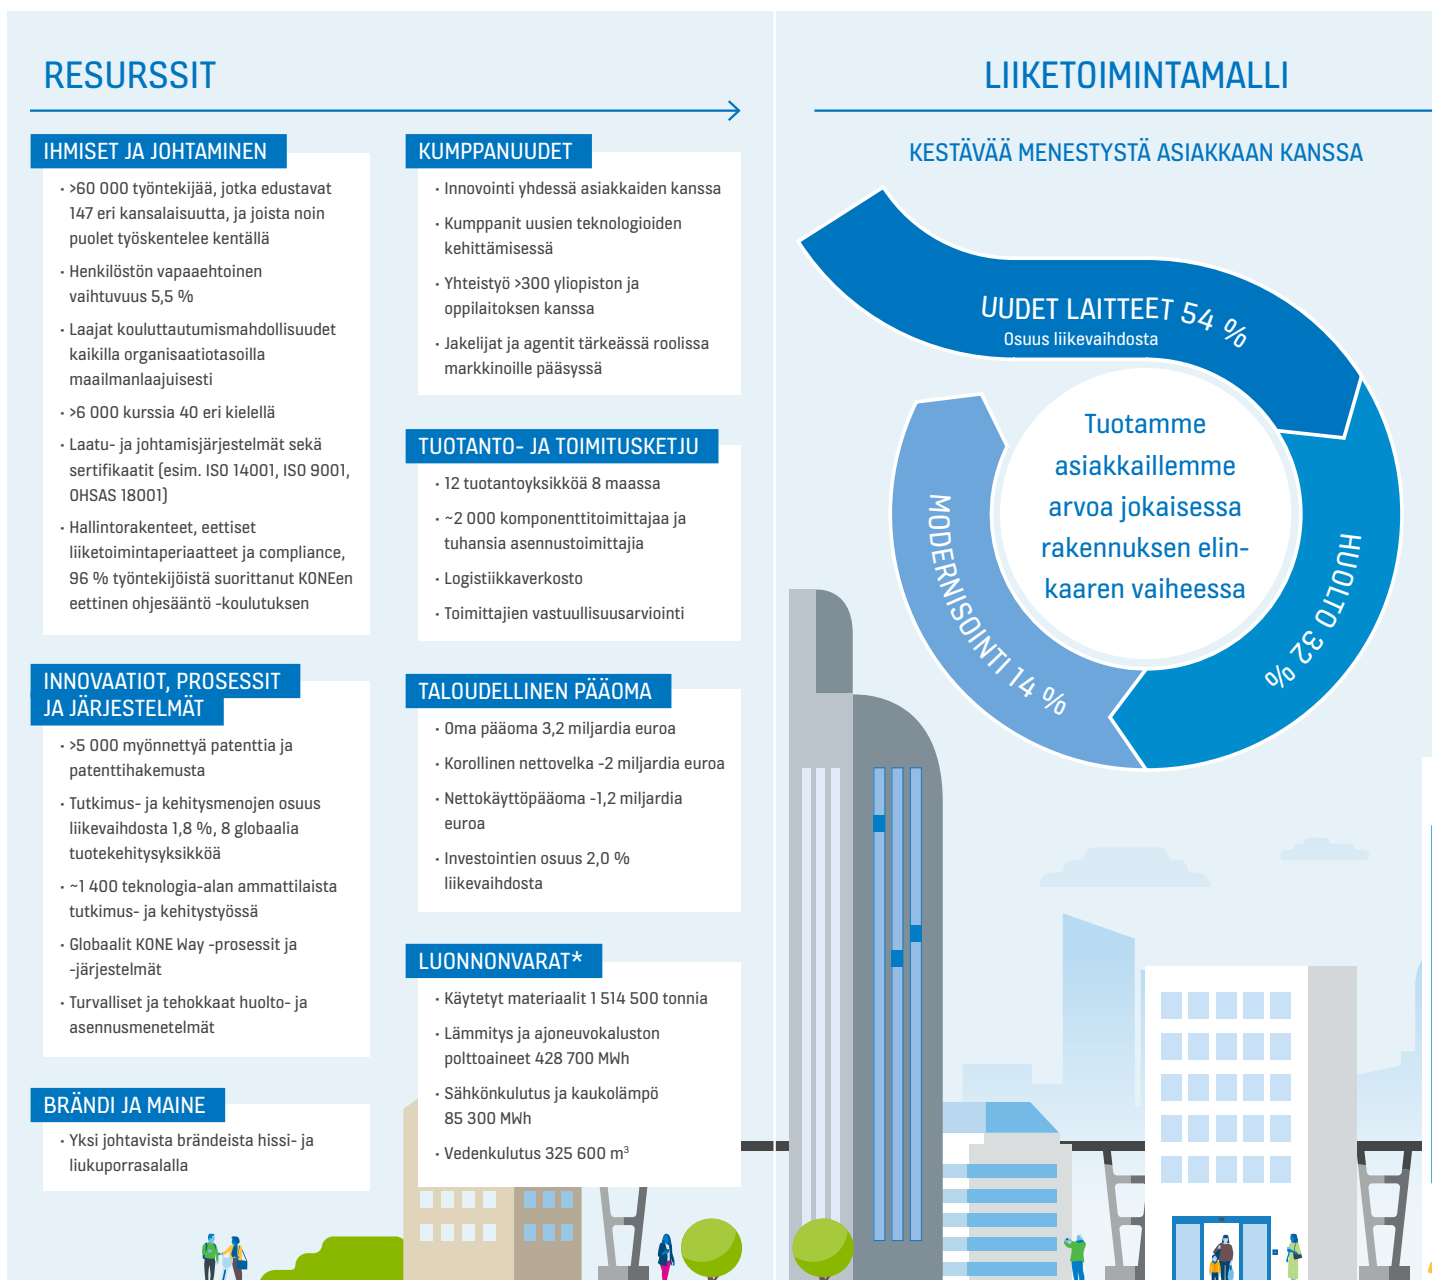 RESURSSIT
IHMISET JA JOHTAMINEN
· >60 000 työntekijää, jotka edustavat
147 eri kansalaisuutta, ja joista noin
puolet työskentelee kentällä
· Henkilöstön vapaaehtoinen
vaihtuvuus 5,5 %
· Laajat kouluttautumismahdollisuudet
kaikilla organisaatiotasoilla
maailmanlaajuisesti
· >6 000 kurssia 40 eri kielellä
· Laatu- ja johtamisjärjestelmät sekä
sertifikaatit (esim. ISO 14001, ISO 9001,
OHSAS 18001)
· Hallintorakenteet, eettiset
liiketoimintaperiaatteet ja compliance,
96 % työntekijöistä suorittanut KONEen
eettinen ohjesääntö -koulutuksen
INNOVAATIOT, PROSESSIT
JA JÄRJESTELMÄT
· >5 000 myönnettyä patenttia ja
patenttihakemusta
· Tutkimus- ja kehitysmenojen osuus
liikevaihdosta 1,8 %, 8 globaalia
tuotekehitysyksikköä
· ~1 400 teknologia-alan ammattilaista
tutkimus- ja kehitystyössä
· Globaalit KONE Way -prosessit ja
-järjestelmät
· Turvalliset ja tehokkaat huolto- ja
asennusmenetelmät
BRÄNDI JA MAINE
· Yksi johtavista brändeista hissi- ja
liukuporrasalalla
KUMPPANUUDET
· Innovointi yhdessä asiakkaiden kanssa
· Kumppanit uusien teknologioiden
kehittämisessä
· Yhteistyö >300 yliopiston ja
oppilaitoksen kanssa
· Jakelijat ja agentit tärkeässä roolissa
markkinoille pääsyssä
TUOTANTO- JA TOIMITUSKETJU
· 12 tuotantoyksikköä 8 maassa
· ~2 000 komponenttitoimittajaa ja
tuhansia asennustoimittajia
· Logistiikkaverkosto
· Toimittajien vastuullisuusarviointi
TALOUDELLINEN PÄÄOMA
· Oma pääoma 3,2 miljardia euroa
· Korollinen nettovelka -2 miljardia euroa
· Nettokäyttöpääoma -1,2 miljardia
euroa
· Investointien osuus 2,0 %
liikevaihdosta
LUONNONVARAT*
· Käytetyt materiaalit 1 514 500 tonnia
· Lämmitys ja ajoneuvokaluston
polttoaineet 428 700 MWh
· Sähkönkulutus ja kaukolämpö
85 300 MWh
· Vedenkulutus 325 600 m³
LIIKETOIMINTAMALLI
KESTÄVÄÄ MENESTYSTÄ ASIAKKAAN KANSSA
UUDET LAITTEET 54 %
Osuus liikevaihdosta
HUOLTO 32 %
MODERNISOINTI 14 %
Tuotamme
asiakkaillemme
arvoa jokaisessa
rakennuksen elin-
kaaren vaiheessa